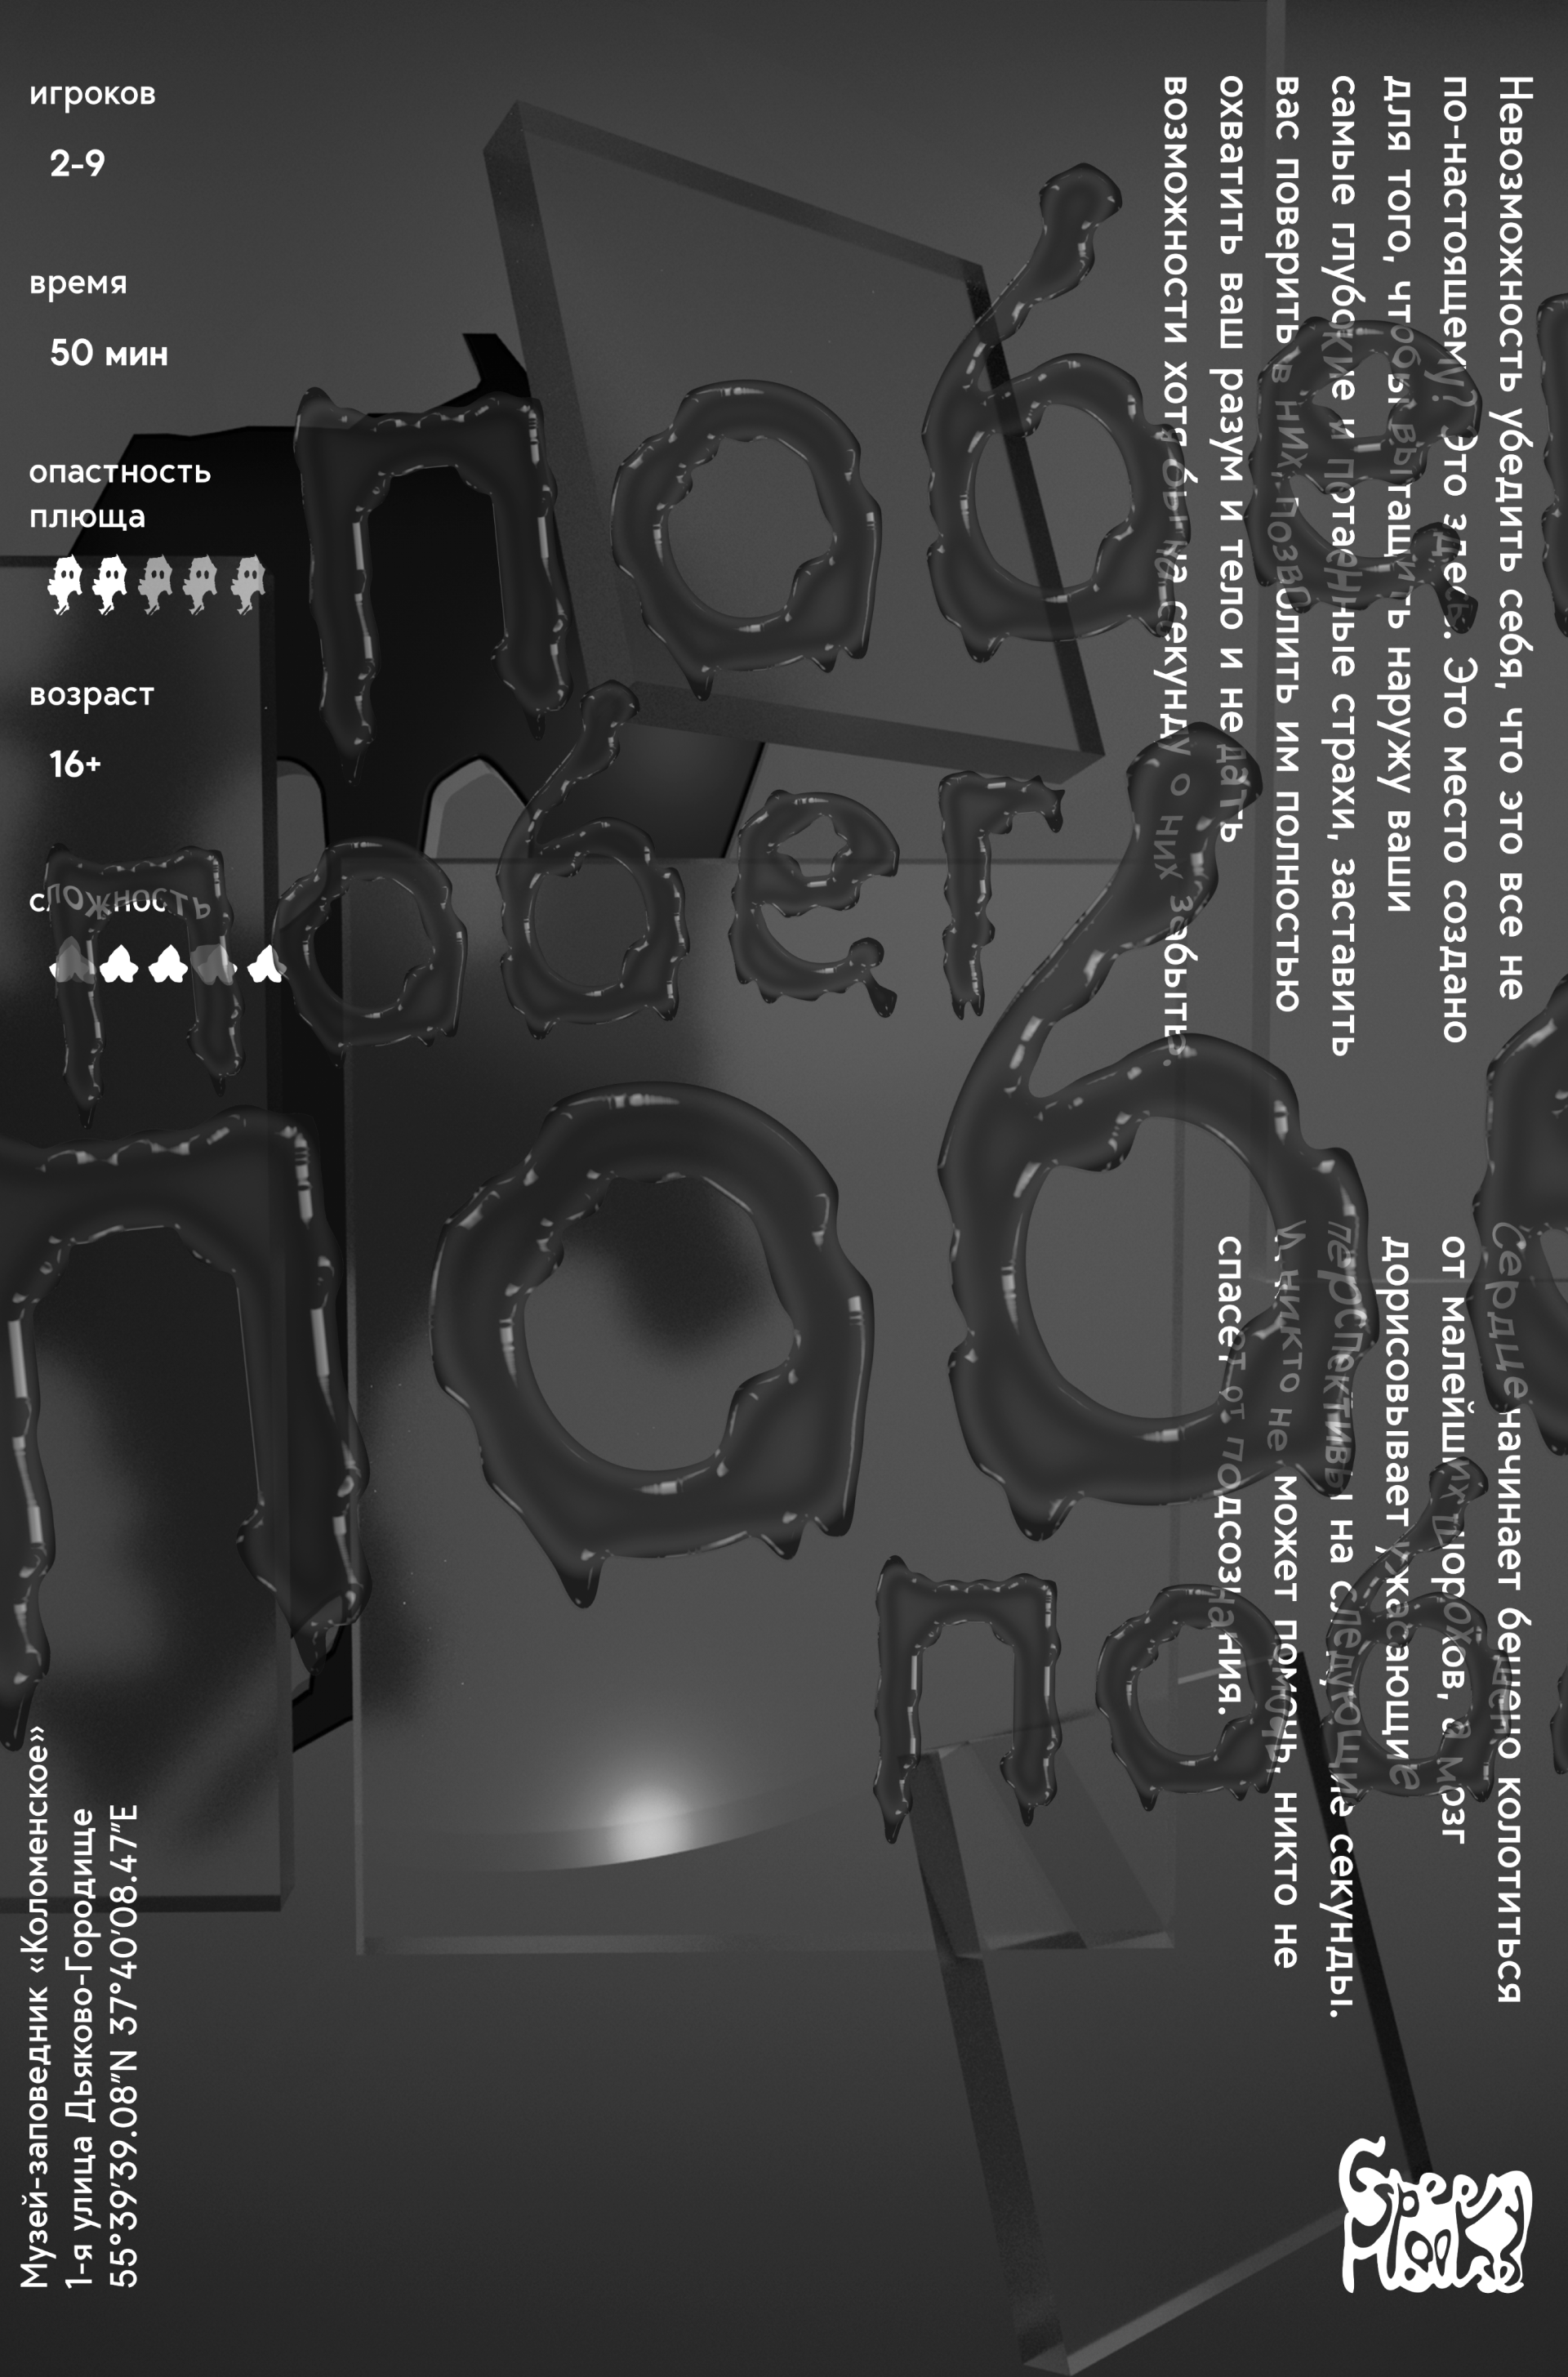 игроков
2-9
время
50 мин
опастность
плюща
возраст
16+
сложность
Невозможность убедить себя, что это все не
по-настоящему? Это здесь. Это место создано
для того, чтобы вытащить наружу ваши
самые глубокие и потаенные страхи, заставить
вас поверить в них, позволить им полностью
охватить ваш разум и тело и не дать
возможности хотя бы на секунду о них забыть.
Сердце начинает бешено колотиться
от малейших шорохов, а мозг
дорисовывает ужасающие
перспективы на следующие секунды.
И никто не может помочь, никто не
спасет от подсознания.
побег
побег
поб
поб
Музей-заповедник «Коломенское»
1-я улица Дьяково-Городище
55°39'39.08"N 37°40'08.47"E